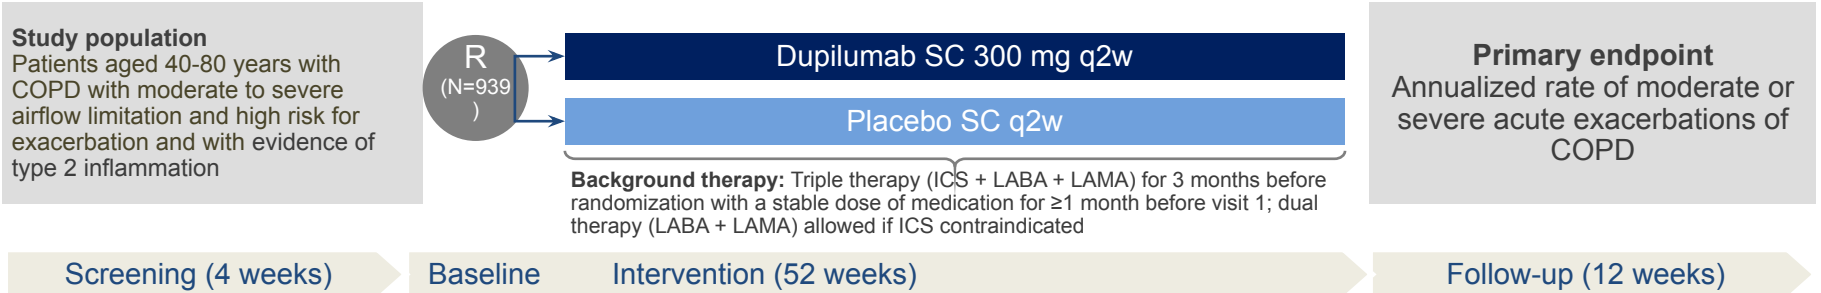 Study population
Patients aged 40-80 years with
COPD with moderate to severe
airflow limitation and high risk for
exacerbation and with evidence of
type 2 inflammation
R
(N=939
)
Dupilumab SC 300 mg q2w
Placebo SC q2w
Background therapy: Triple therapy (ICS + LABA + LAMA) for 3 months before
randomization with a stable dose of medication for ≥1 month before visit 1; dual
therapy (LABA + LAMA) allowed if ICS contraindicated
Primary endpoint
Annualized rate of moderate or
severe acute exacerbations of
COPD
Screening (4 weeks)
Baseline
Intervention (52 weeks)
Follow-up (12 weeks)